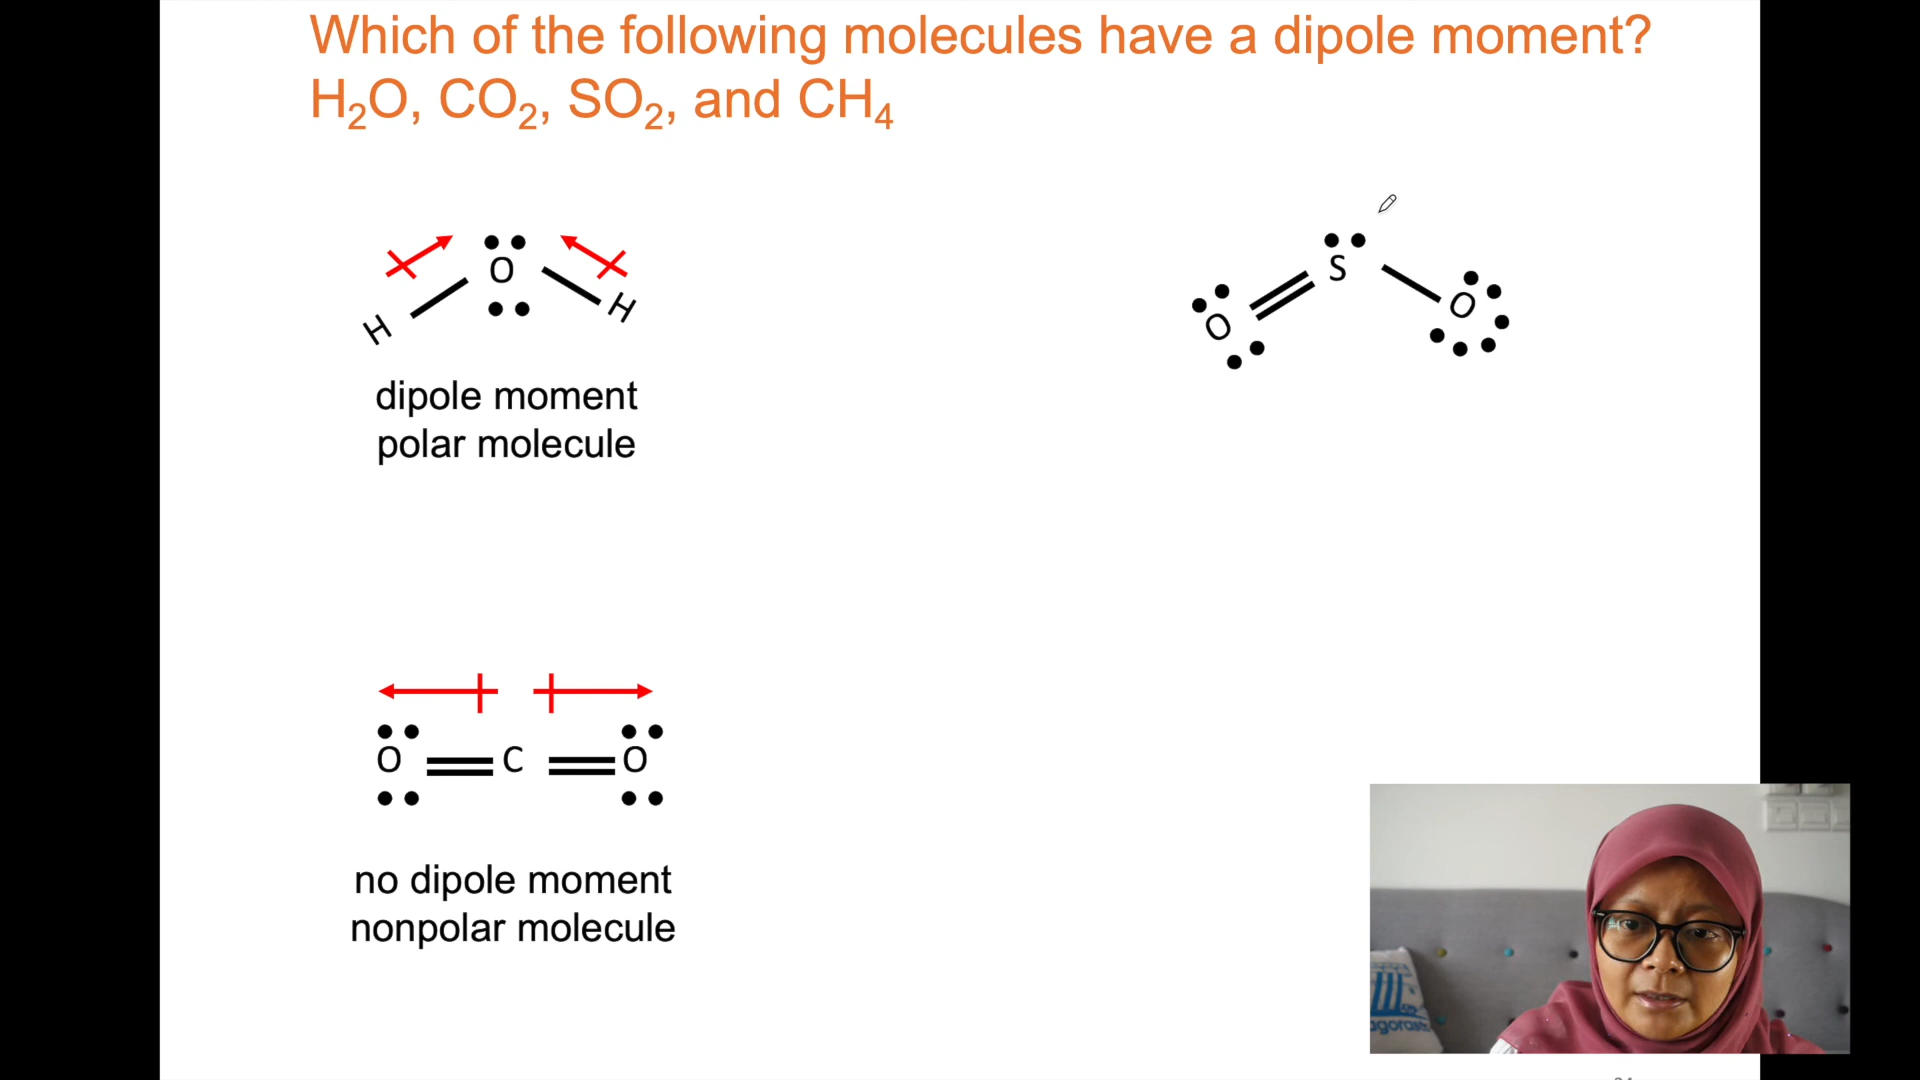 Which of the following molecules have a dipole moment?
H₂O, CO₂, SO₂, and CH₄
O
H
H
dipole moment
polar molecule
S
O
O
O
C
O
no dipole moment
nonpolar molecule